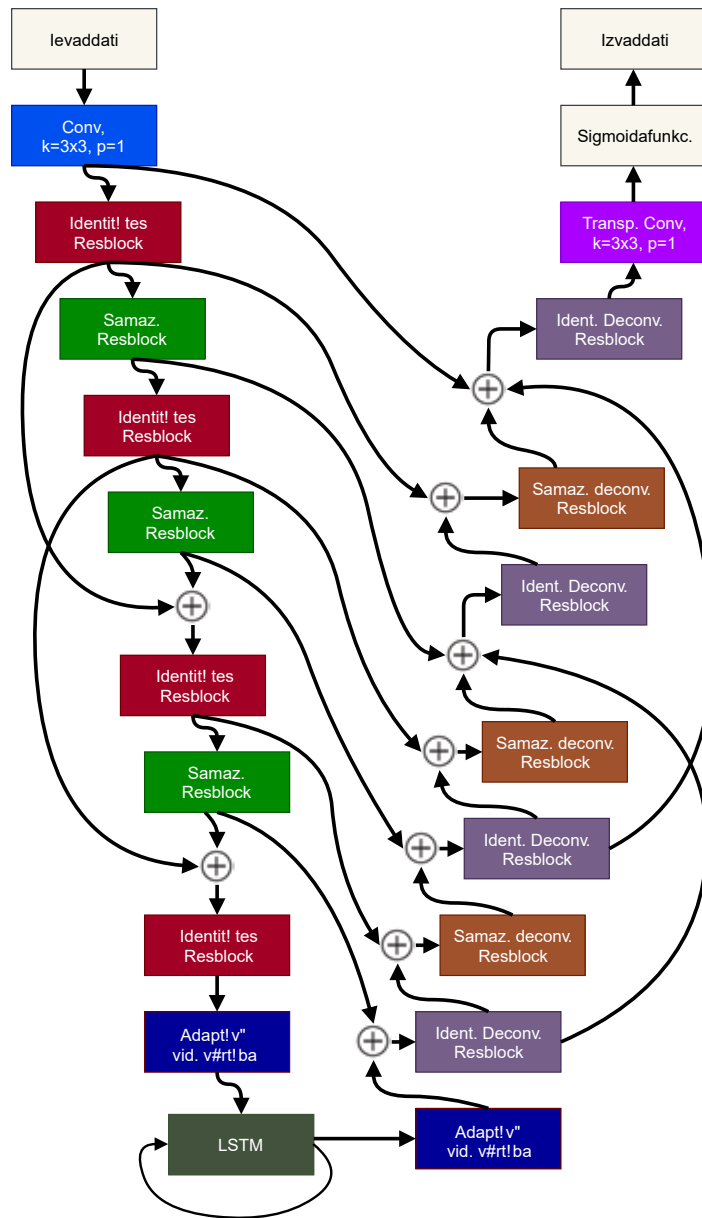 Ievaddati
Conv,
k=3x3, p=1
Identit! tes
Resblock
Samaz.
Resblock
Identit! tes
Resblock
Samaz.
Resblock
Identit! tes
Resblock
Samaz.
Resblock
Identit! tes
Resblock
Adapt!v"
vid. v#rt!ba
LSTM
Adapt!v"
vid. v#rt!ba
Ident. Deconv.
Resblock
Samaz. deconv.
Resblock
Ident. Deconv.
Resblock
Samaz. deconv.
Resblock
Ident. Deconv.
Resblock
Samaz. deconv.
Resblock
Ident. Deconv.
Resblock
Transp. Conv,
k=3x3, p=1
Sigmoidafunkc.
Izvaddati